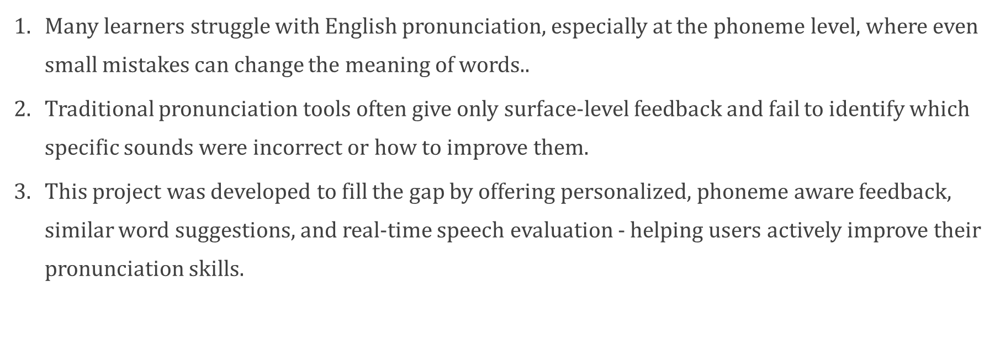 1. Many learners struggle with English pronunciation, especially at the phoneme level, where even
small mistakes can change the meaning of words..
2. Traditional pronunciation tools often give only surface-level feedback and fail to identify which
specific sounds were incorrect or how to improve them.
3. This project was developed to fill the gap by offering personalized, phoneme aware feedback,
similar word suggestions, and real-time speech evaluation - helping users actively improve their
pronunciation skills.